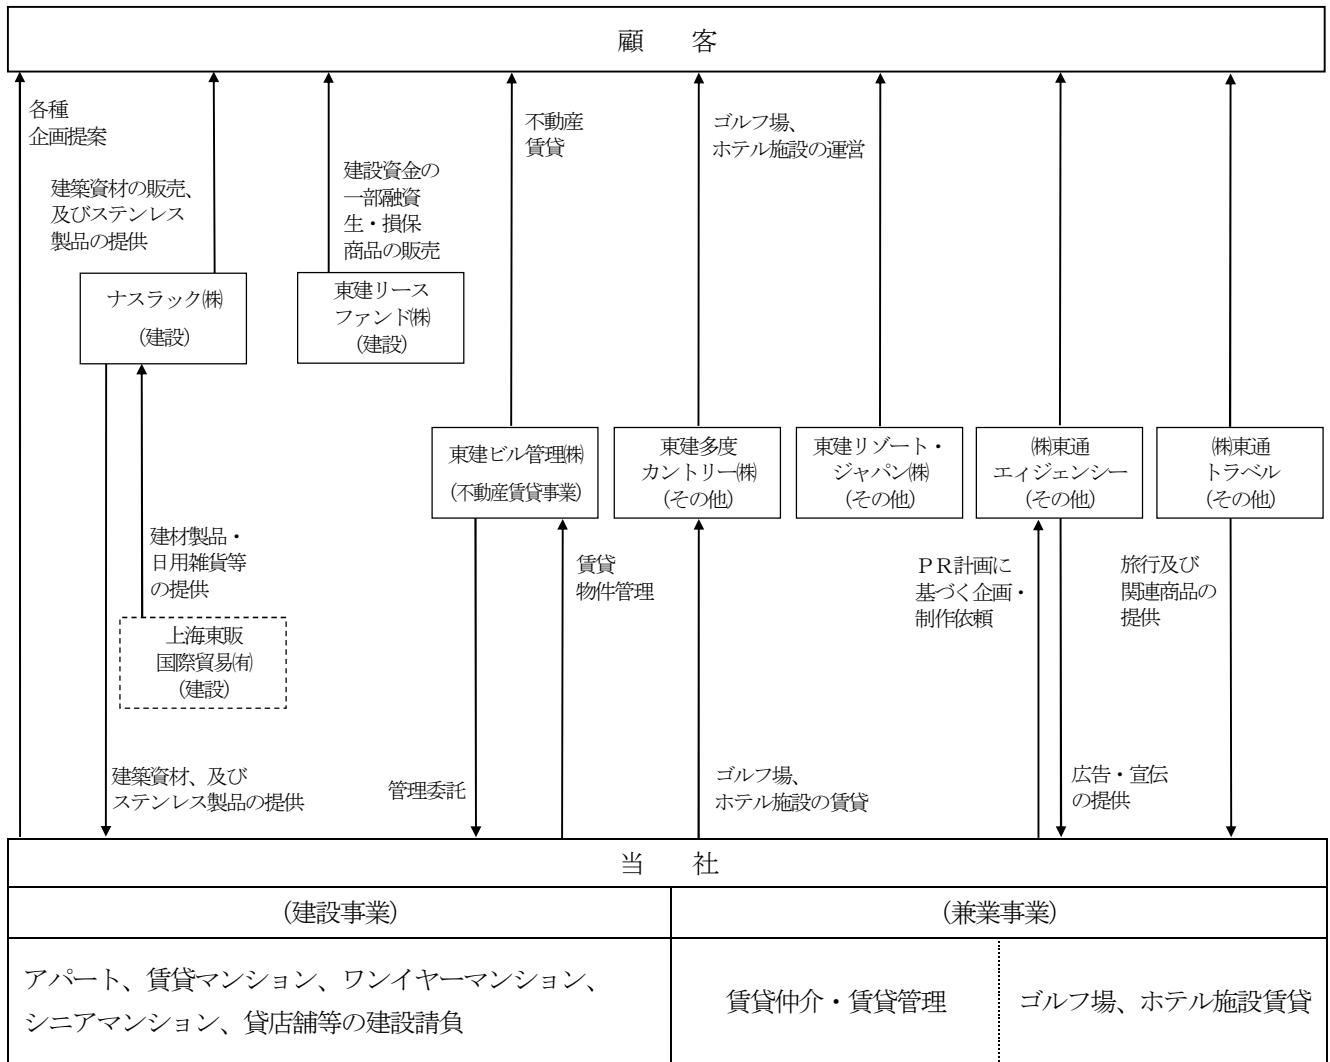 顧　　客
各種
企画提案
建築資材の販売、
及びステンレス
製品の提供
建設資金の
一部融資
生・損保
商品の販売
不動産
賃貸
ゴルフ場、
ホテル施設の運営
ナスラック㈱
(建設)
東建リース
ファンド㈱
(建設)
東建ビル管理㈱
(不動産賃貸事業)
東建多度
カントリー㈱
(その他)
東建リゾート・
ジャパン㈱
(その他)
㈱東通
エィジェンシー
(その他)
㈱東通
トラベル
(その他)
建材製品・
日用雑貨等
の提供
上海東販
国際貿易㈲
(建設)
賃貸
物件管理
ＰＲ計画に
基づく企画・
制作依頼
旅行及び
関連商品の
提供
建築資材、及び
ステンレス製品の提供
管理委託
ゴルフ場、
ホテル施設の賃貸
広告・宣伝
の提供
当　　社
(建設事業)
(兼業事業)
アパート、賃貸マンション、ワンイヤーマンション、
シニアマンション、貸店舗等の建設請負
賃貸仲介・賃貸管理
ゴルフ場、ホテル施設賃貸